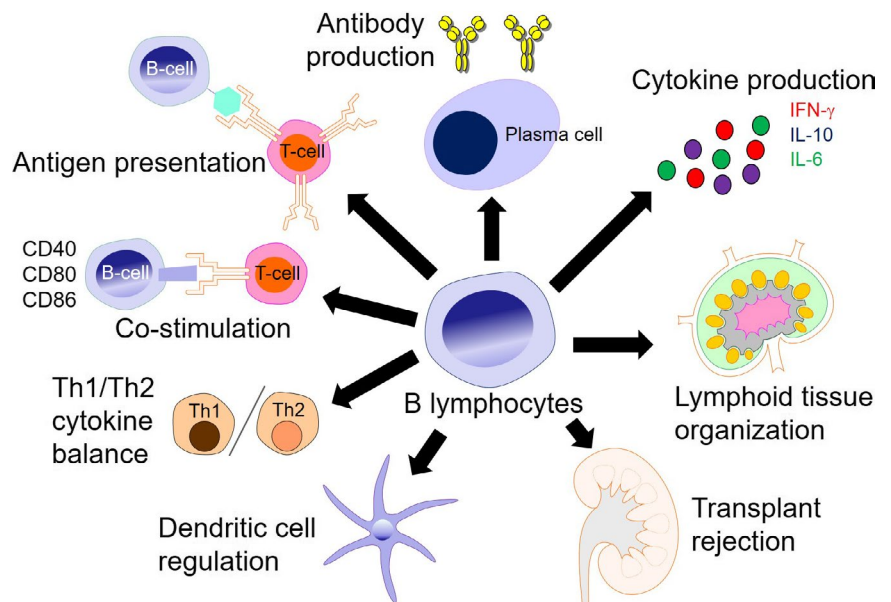 Antibody
production
Plasma cell
Cytokine production
IFN-γ
IL-10
IL-6
B-cell
T-cell
Antigen presentation
CD40
CD80
CD86
B-cell
T-cell
Co-stimulation
Th1/Th2
cytokine
balance
Th1
Th2
B lymphocytes
Lymphoid tissue
organization
Dendritic cell
regulation
Transplant
rejection